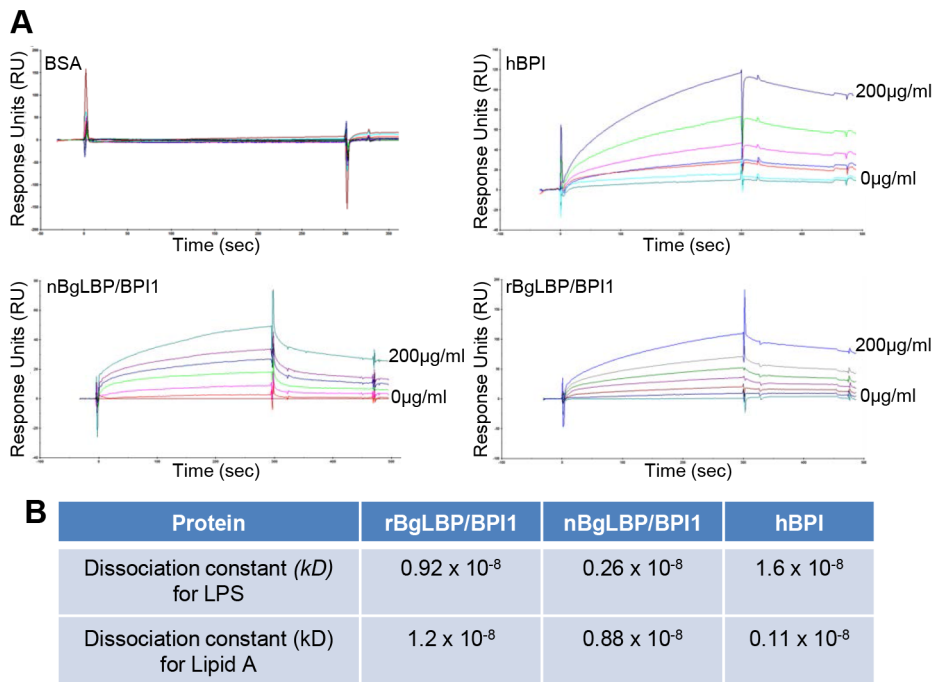 A
BSA
Response Units (RU)
Time (sec)
hBPI
Response Units (RU)
200µg/ml
0µg/ml
Time (sec)
nBgLBP/BPI1
Response Units (RU)
200µg/ml
0µg/ml
Time (sec)
rBgLBP/BPI1
Response Units (RU)
200µg/ml
0µg/ml
Time (sec)
B
Protein rBgLBP/BPI1 nBgLBP/BPI1 hBPI
Dissociation constant (kD) for LPS 0.92 x 10⁻⁸ 0.26 x 10⁻⁸ 1.6 x 10⁻⁸
Dissociation constant (kD) for Lipid A 1.2 x 10⁻⁸ 0.88 x 10⁻⁸ 0.11 x 10⁻⁸